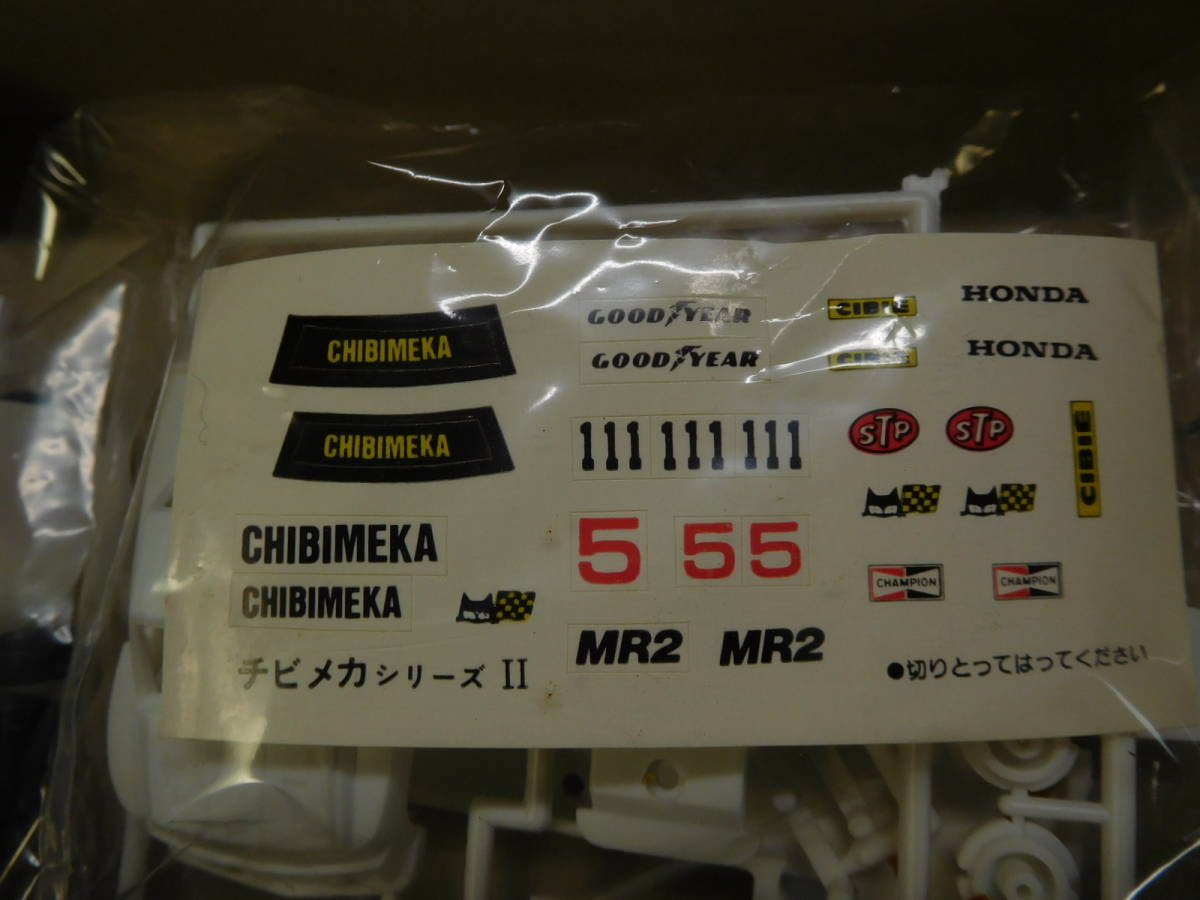 CHIBIMEKA
CHIBIMEKA
CHIBIMEKA
CHIBIMEKA
チビメカシリーズ II
GOODYEAR
GOODYEAR
111 111 111
5 5 5
MR2 MR2
CIBIE
CIBIE
HONDA
HONDA
STP STP
CIBIE
CHAMPION CHAMPION
●切りとってはってください